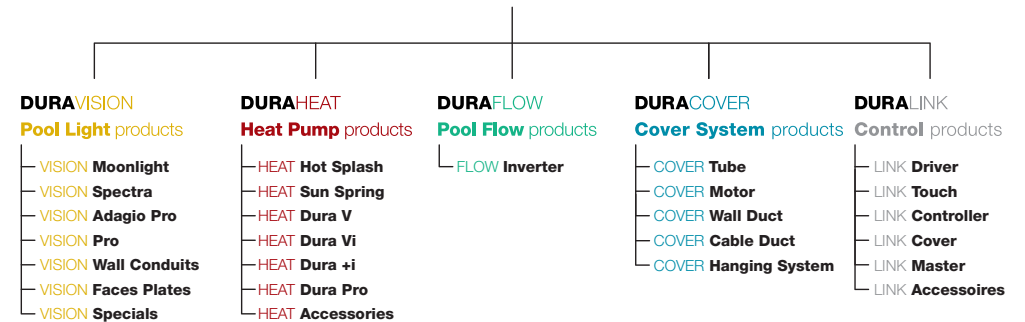 DURAVISION
Pool Light products
VISION Moonlight
VISION Spectra
VISION Adagio Pro
VISION Pro
VISION Wall Conduits
VISION Faces Plates
VISION Specials
DURAHEAT
Heat Pump products
HEAT Hot Splash
HEAT Sun Spring
HEAT Dura V
HEAT Dura Vi
HEAT Dura +i
HEAT Dura Pro
HEAT Accessories
DURAFLOW
Pool Flow products
FLOW Inverter
DURACOVER
Cover System products
COVER Tube
COVER Motor
COVER Wall Duct
COVER Cable Duct
COVER Hanging System
DURALINK
Control products
LINK Driver
LINK Touch
LINK Controller
LINK Cover
LINK Master
LINK Accessoires